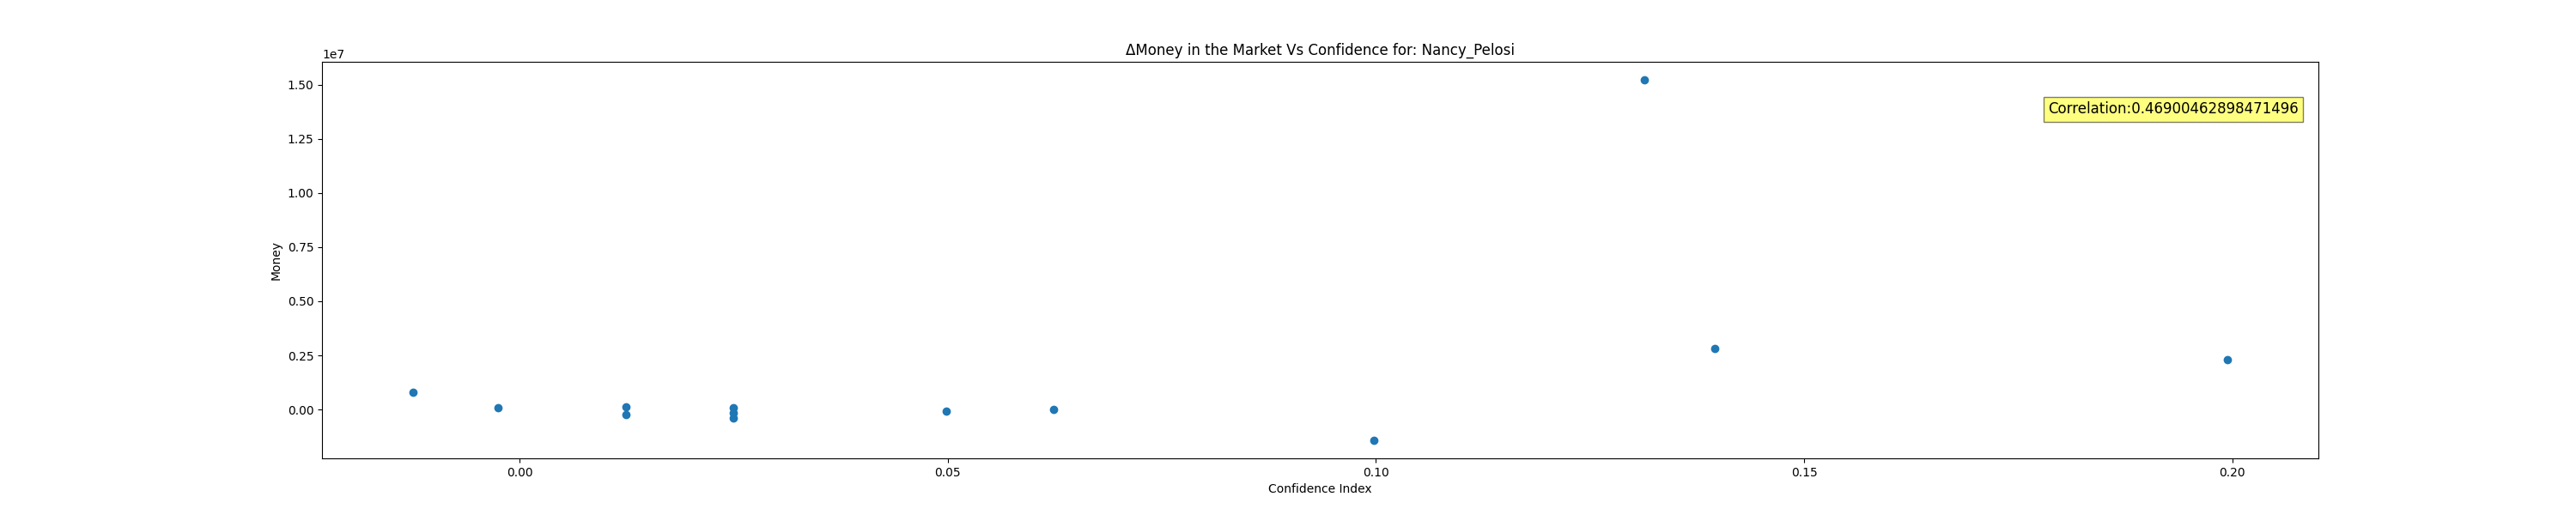 ΔMoney in the Market Vs Confidence for: Nancy_Pelosi
1e7
1.50
Correlation:0.46900462898471496
1.25
1.00
0.75
Money
0.50
0.25
0.00
0.00 0.05 0.10 0.15 0.20
Confidence Index